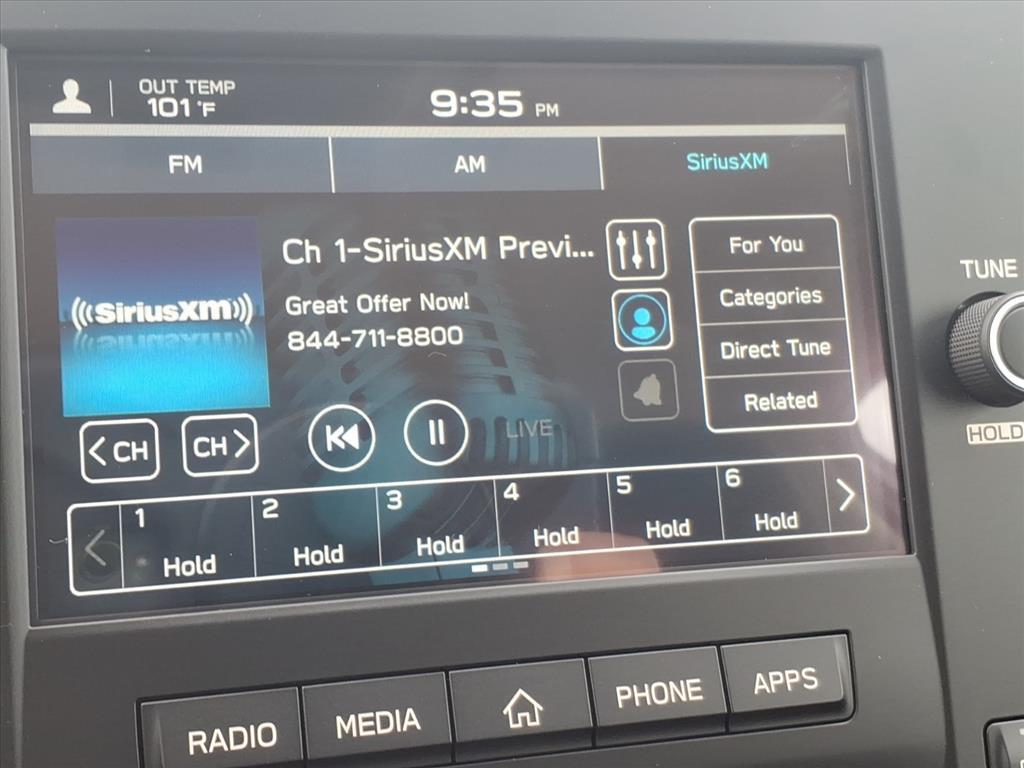 OUT TEMP
101°F
9:35 PM
FM
AM
SiriusXM
((SiriusXM))
Ch 1-SiriusXM Previ...
Great Offer Now!
844-711-8800
For You
Categories
Direct Tune
Related
TUNE
HOLD
<CH
CH>
LIVE
1 Hold
2 Hold
3 Hold
4 Hold
5 Hold
6 Hold
RADIO
MEDIA
PHONE
APPS